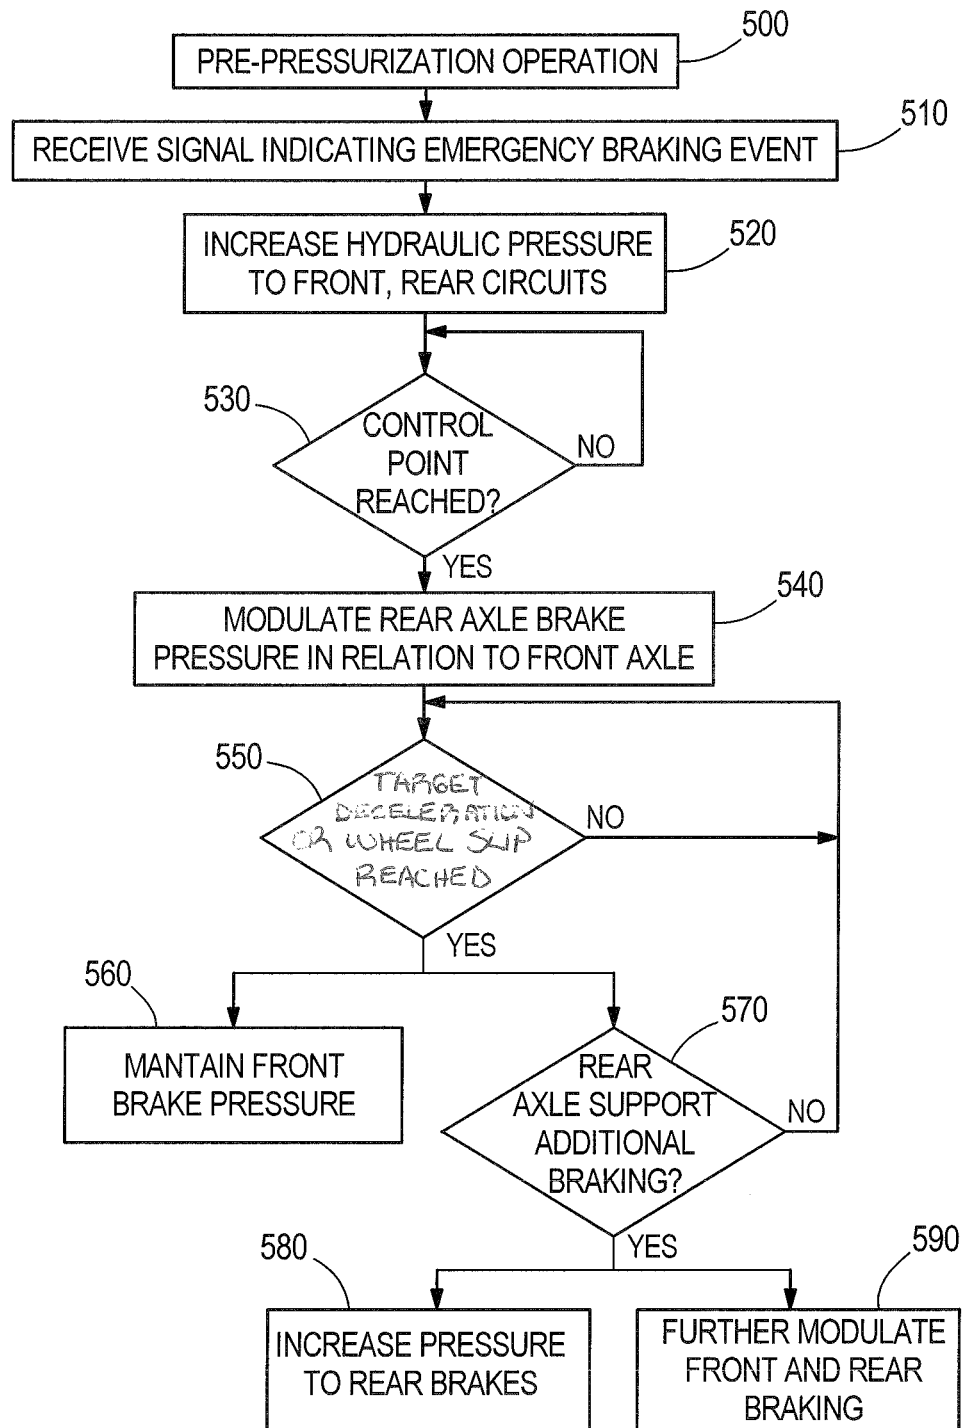 500
PRE-PRESSURIZATION OPERATION
510
RECEIVE SIGNAL INDICATING EMERGENCY BRAKING EVENT
520
INCREASE HYDRAULIC PRESSURE
TO FRONT, REAR CIRCUITS
530
CONTROL
POINT
REACHED?
NO
YES
540
MODULATE REAR AXLE BRAKE
PRESSURE IN RELATION TO FRONT AXLE
550
TARGET
DECELERATION
OR WHEEL SLIP
REACHED
NO
YES
560
MANTAIN FRONT
BRAKE PRESSURE
570
REAR
AXLE SUPPORT
ADDITIONAL
BRAKING?
NO
YES
580
INCREASE PRESSURE
TO REAR BRAKES
590
FURTHER MODULATE
FRONT AND REAR
BRAKING